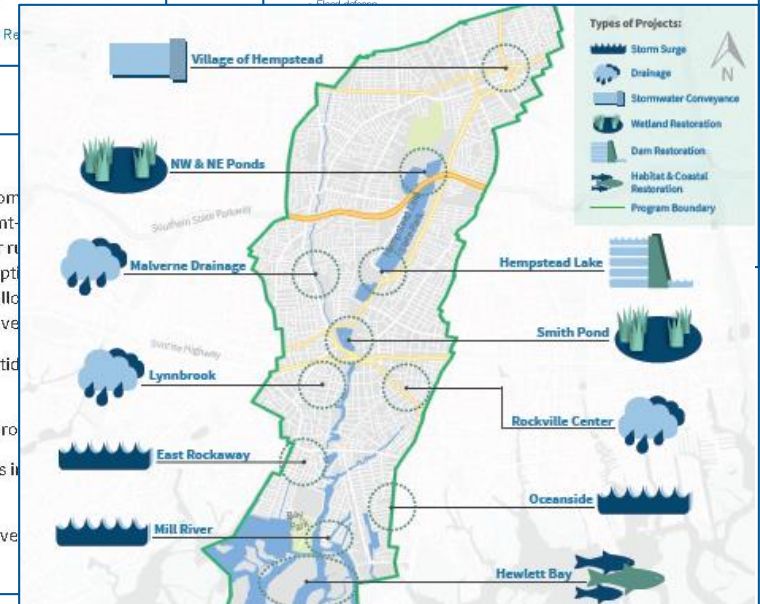 Types of Projects:
Storm Surge
Drainage
Stormwater Conveyance
Wetland Restoration
Dam Restoration
Habitat & Coastal
Restoration
Program Boundary
N
Village of Hempstead
NW & NE Ponds
Southern State Parkway
Malverne Drainage
Hempstead Lake
Smith Pond
Sunrise Highway
Lynnbrook
Rockville Center
East Rockaway
Oceanside
Bay
Park
Mill River
Hewlett Bay